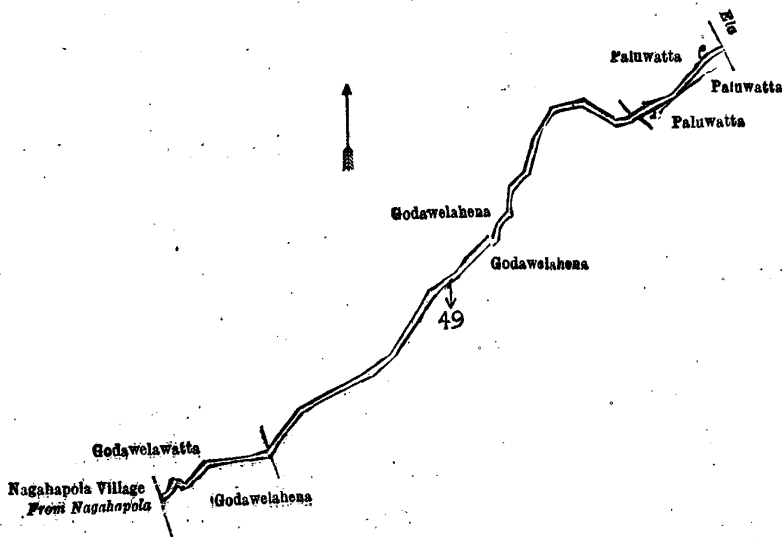 Ela
Paluwatta
Paluwatta
Paluwatta
Godawelahena
Godawelahena
49
Godawelawatta
Nagahapola Village
From Nagahapola
Godawelahena